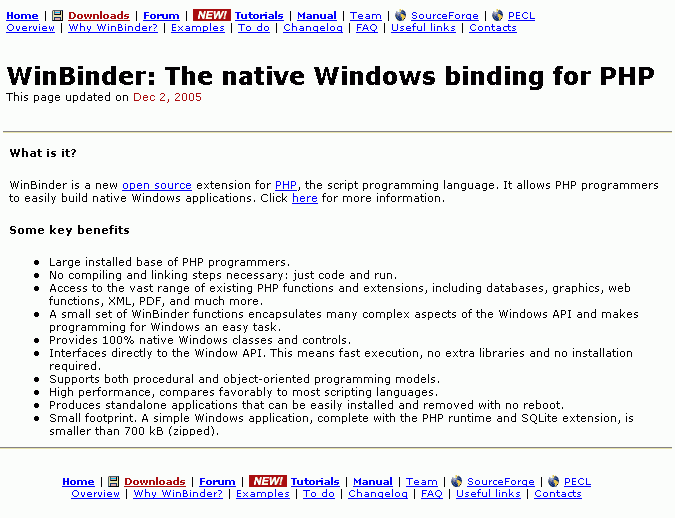 Home | Downloads | Forum | NEW! Tutorials | Manual | Team | SourceForge | PECL
Overview | Why WinBinder? | Examples | To do | Changelog | FAQ | Useful links | Contacts
WinBinder: The native Windows binding for PHP
This page updated on Dec 2, 2005
What is it?
WinBinder is a new open source extension for PHP, the script programming language. It allows PHP programmers
to easily build native Windows applications. Click here for more information.
Some key benefits
• Large installed base of PHP programmers.
• No compiling and linking steps necessary: just code and run.
• Access to the vast range of existing PHP functions and extensions, including databases, graphics, web
functions, XML, PDF, and much more.
• A small set of WinBinder functions encapsulates many complex aspects of the Windows API and makes
programming for Windows an easy task.
• Provides 100% native Windows classes and controls.
• Interfaces directly to the Window API. This means fast execution, no extra libraries and no installation
required.
• Supports both procedural and object-oriented programming models.
• High performance, compares favorably to most scripting languages.
• Produces standalone applications that can be easily installed and removed with no reboot.
• Small footprint. A simple Windows application, complete with the PHP runtime and SQLite extension, is
smaller than 700 kB (zipped).
Home | Downloads | Forum | NEW! Tutorials | Manual | Team | SourceForge | PECL
Overview | Why WinBinder? | Examples | To do | Changelog | FAQ | Useful links | Contacts